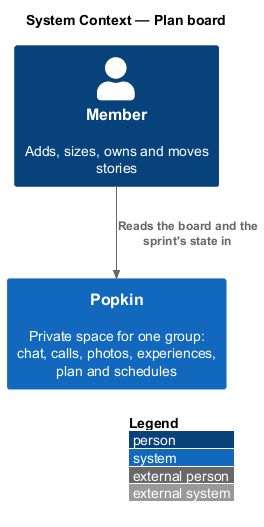 System Context — Plan board
Member
Adds, sizes, owns and moves
stories
Reads the board and the
sprint's state in
Popkin
Private space for one group:
chat, calls, photos, experiences,
plan and schedules
Legend
person
system
external person
external system